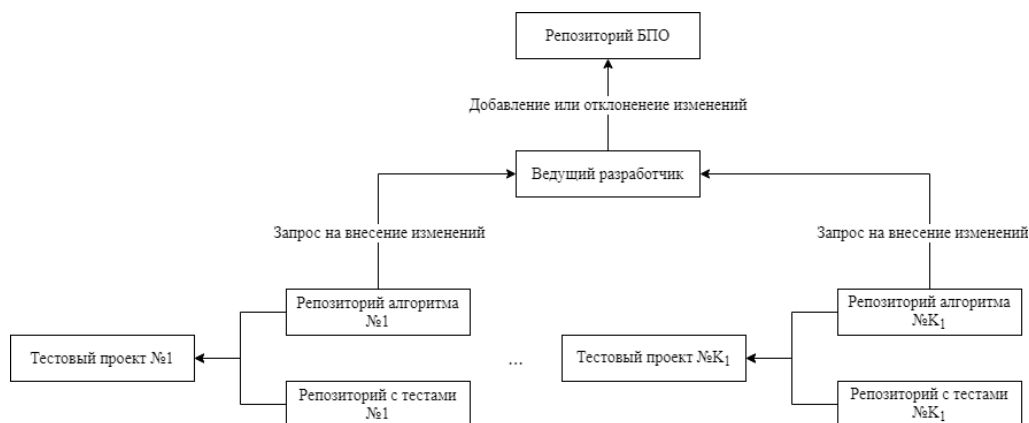 Репозиторий БПО
Добавление или отклоненеие изменений
Ведущий разработчик
Запрос на внесение изменений
Запрос на внесение изменений
Репозиторий алгоритма
№1
Репозиторий алгоритма
№K₁
Тестовый проект №1
...
Тестовый проект №K₁
Репозиторий с тестами
№1
Репозиторий с тестами
№K₁